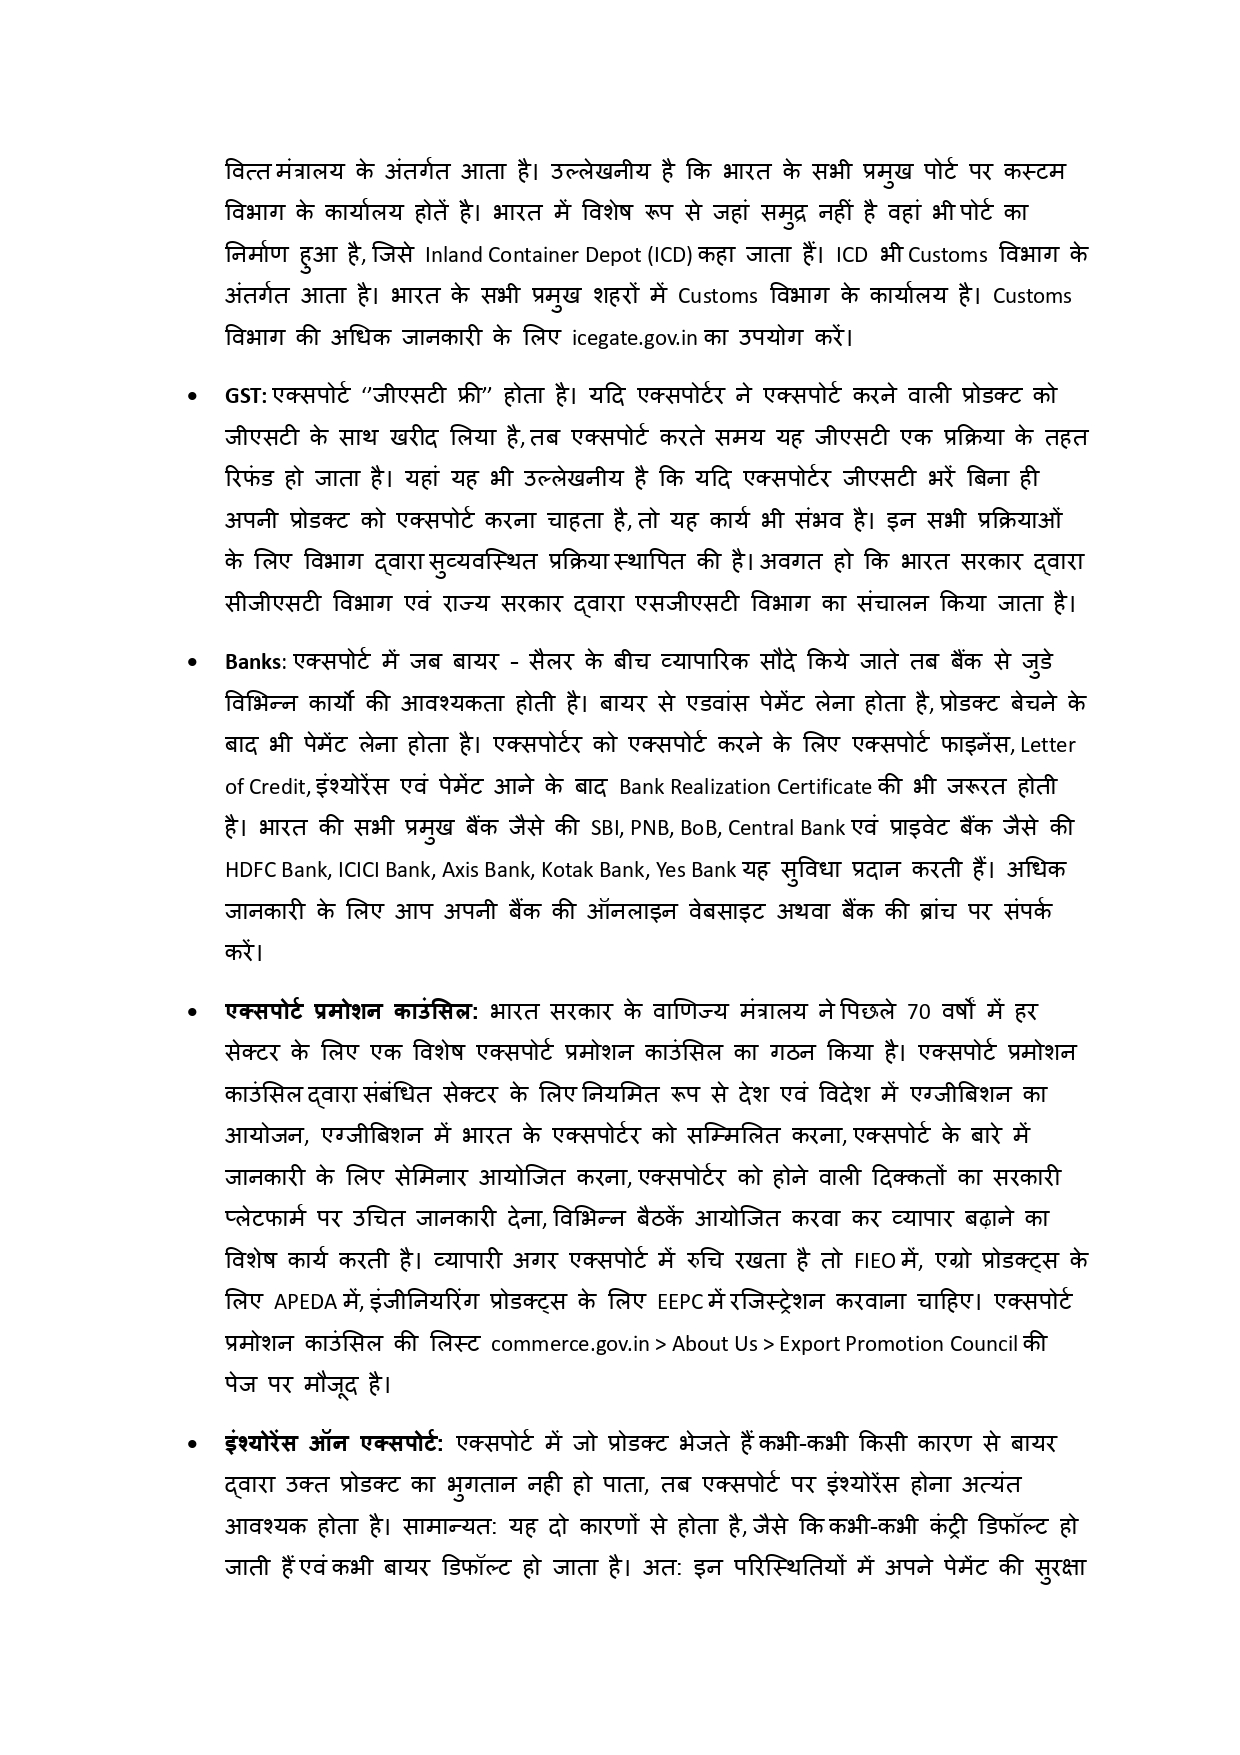 वित्त मंत्रालय के अंतर्गत आता है। उल्लेखनीय है कि भारत के सभी प्रमुख पोर्ट पर कस्टम
विभाग के कार्यालय होतें है। भारत में विशेष रूप से जहां समुद्र नहीं है वहां भी पोर्ट का
निर्माण हुआ है, जिसे Inland Container Depot (ICD) कहा जाता हैं। ICD भी Customs विभाग के
अंतर्गत आता है। भारत के सभी प्रमुख शहरों में Customs विभाग के कार्यालय है। Customs
विभाग की अधिक जानकारी के लिए icegate.gov.in का उपयोग करें।
• GST: एक्सपोर्ट “जीएसटी फ्री” होता है। यदि एक्सपोर्टर ने एक्सपोर्ट करने वाली प्रोडक्ट को
जीएसटी के साथ खरीद लिया है, तब एक्सपोर्ट करते समय यह जीएसटी एक प्रक्रिया के तहत
रिफंड हो जाता है। यहां यह भी उल्लेखनीय है कि यदि एक्सपोर्टर जीएसटी भरें बिना ही
अपनी प्रोडक्ट को एक्सपोर्ट करना चाहता है, तो यह कार्य भी संभव है। इन सभी प्रक्रियाओं
के लिए विभाग द्वारा सुव्यवस्थित प्रक्रिया स्थापित की है। अवगत हो कि भारत सरकार द्वारा
सीजीएसटी विभाग एवं राज्य सरकार द्वारा एसजीएसटी विभाग का संचालन किया जाता है।
• Banks: एक्सपोर्ट में जब बायर - सैलर के बीच व्यापारिक सौदे किये जाते तब बैंक से जुडे
विभिन्न कार्यो की आवश्यकता होती है। बायर से एडवांस पेमेंट लेना होता है, प्रोडक्ट बेचने के
बाद भी पेमेंट लेना होता है। एक्सपोर्टर को एक्सपोर्ट करने के लिए एक्सपोर्ट फाइनेंस, Letter
of Credit, इंश्योरेंस एवं पेमेंट आने के बाद Bank Realization Certificate की भी जरूरत होती
है। भारत की सभी प्रमुख बैंक जैसे की SBI, PNB, BoB, Central Bank एवं प्राइवेट बैंक जैसे की
HDFC Bank, ICICI Bank, Axis Bank, Kotak Bank, Yes Bank यह सुविधा प्रदान करती हैं। अधिक
जानकारी के लिए आप अपनी बैंक की ऑनलाइन वेबसाइट अथवा बैंक की ब्रांच पर संपर्क
करें।
• एक्सपोर्ट प्रमोशन काउंसिल: भारत सरकार के वाणिज्य मंत्रालय ने पिछले 70 वर्षों में हर
सेक्टर के लिए एक विशेष एक्सपोर्ट प्रमोशन काउंसिल का गठन किया है। एक्सपोर्ट प्रमोशन
काउंसिल द्वारा संबंधित सेक्टर के लिए नियमित रूप से देश एवं विदेश में एग्जीबिशन का
आयोजन, एग्जीबिशन में भारत के एक्सपोर्टर को सम्मिलित करना, एक्सपोर्ट के बारे में
जानकारी के लिए सेमिनार आयोजित करना, एक्सपोर्टर को होने वाली दिक्कतों का सरकारी
प्लेटफार्म पर उचित जानकारी देना, विभिन्न बैठकें आयोजित करवा कर व्यापार बढ़ाने का
विशेष कार्य करती है। व्यापारी अगर एक्सपोर्ट में रुचि रखता है तो FIEO में, एग्रो प्रोडक्ट्स के
लिए APEDA में, इंजीनियरिंग प्रोडक्ट्स के लिए EEPC में रजिस्ट्रेशन करवाना चाहिए। एक्सपोर्ट
प्रमोशन काउंसिल की लिस्ट commerce.gov.in > About Us > Export Promotion Council की
पेज पर मौजूद है।
• इंश्योरेंस ऑन एक्सपोर्ट: एक्सपोर्ट में जो प्रोडक्ट भेजते हैं कभी-कभी किसी कारण से बायर
द्वारा उक्त प्रोडक्ट का भुगतान नही हो पाता, तब एक्सपोर्ट पर इंश्योरेंस होना अत्यंत
आवश्यक होता है। सामान्यत: यह दो कारणों से होता है, जैसे कि कभी-कभी कंट्री डिफॉल्ट हो
जाती हैं एवं कभी बायर डिफॉल्ट हो जाता है। अत: इन परिस्थितियों में अपने पेमेंट की सुरक्षा